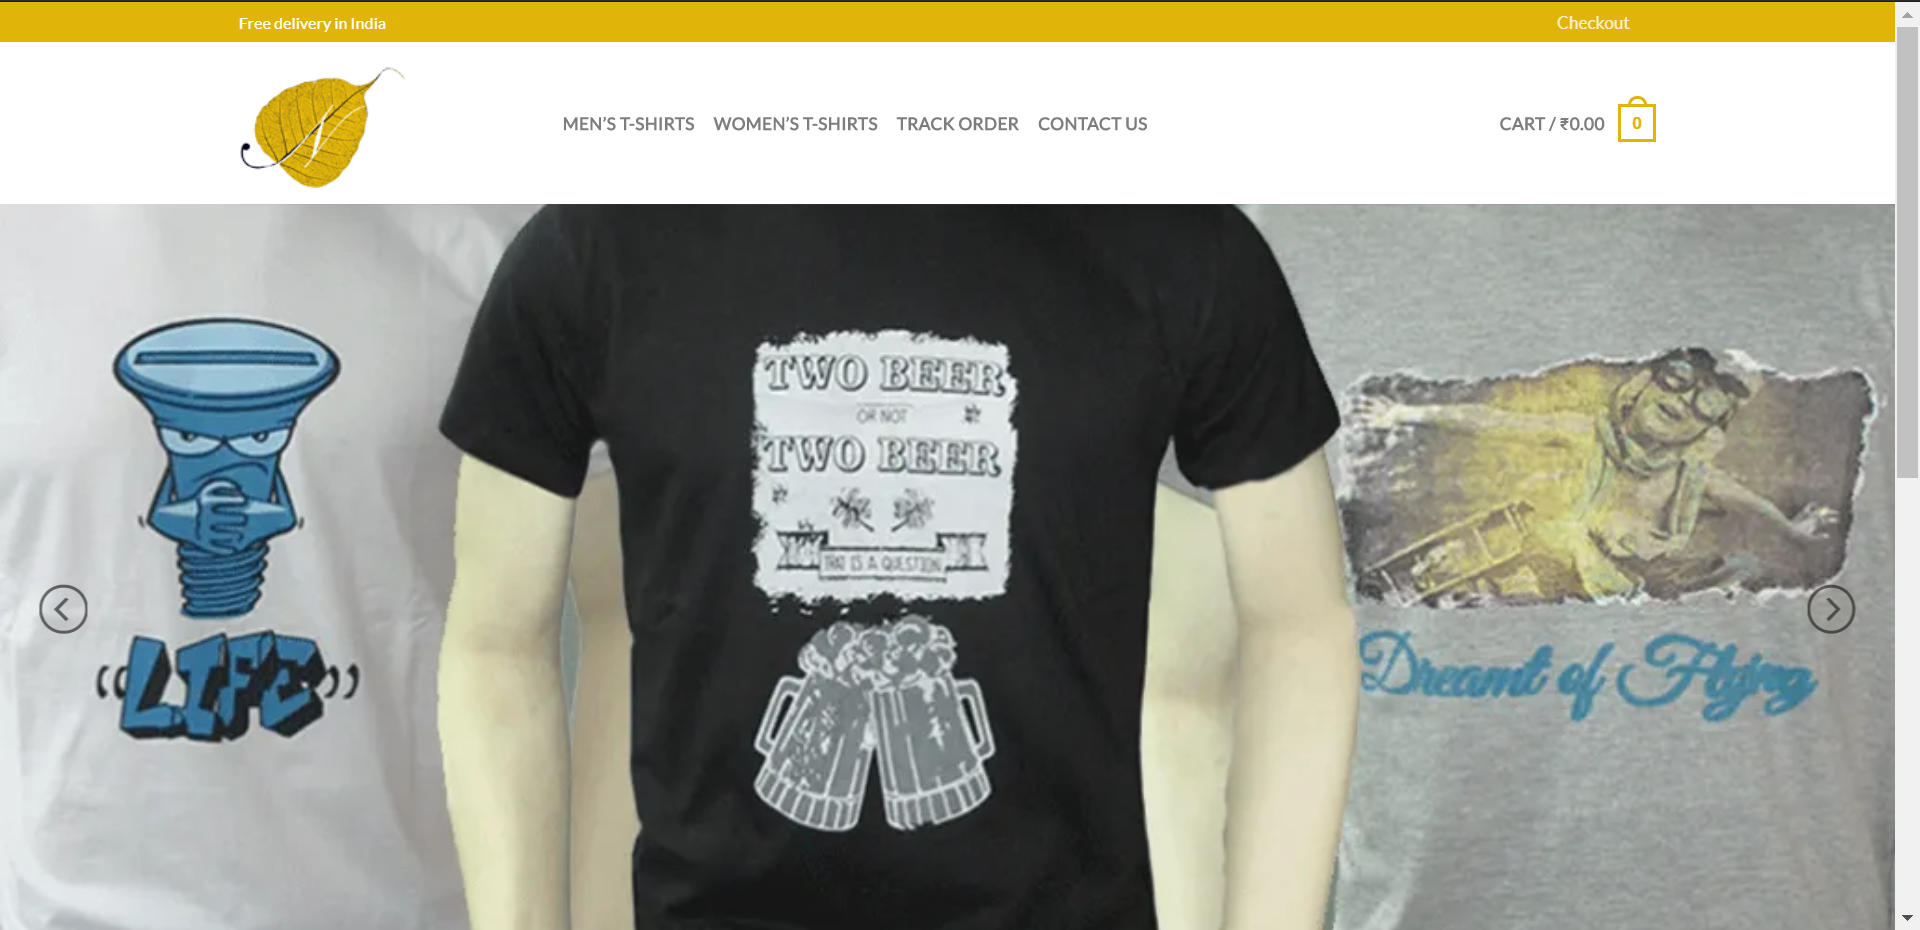 Free delivery in India
Checkout
MEN'S T-SHIRTS
WOMEN'S T-SHIRTS
TRACK ORDER
CONTACT US
CART / ₹0.00
0
TWO BEER
OR NOT
TWO BEER
THAT IS A QUESTION
LIFE
Dreamt of Flying